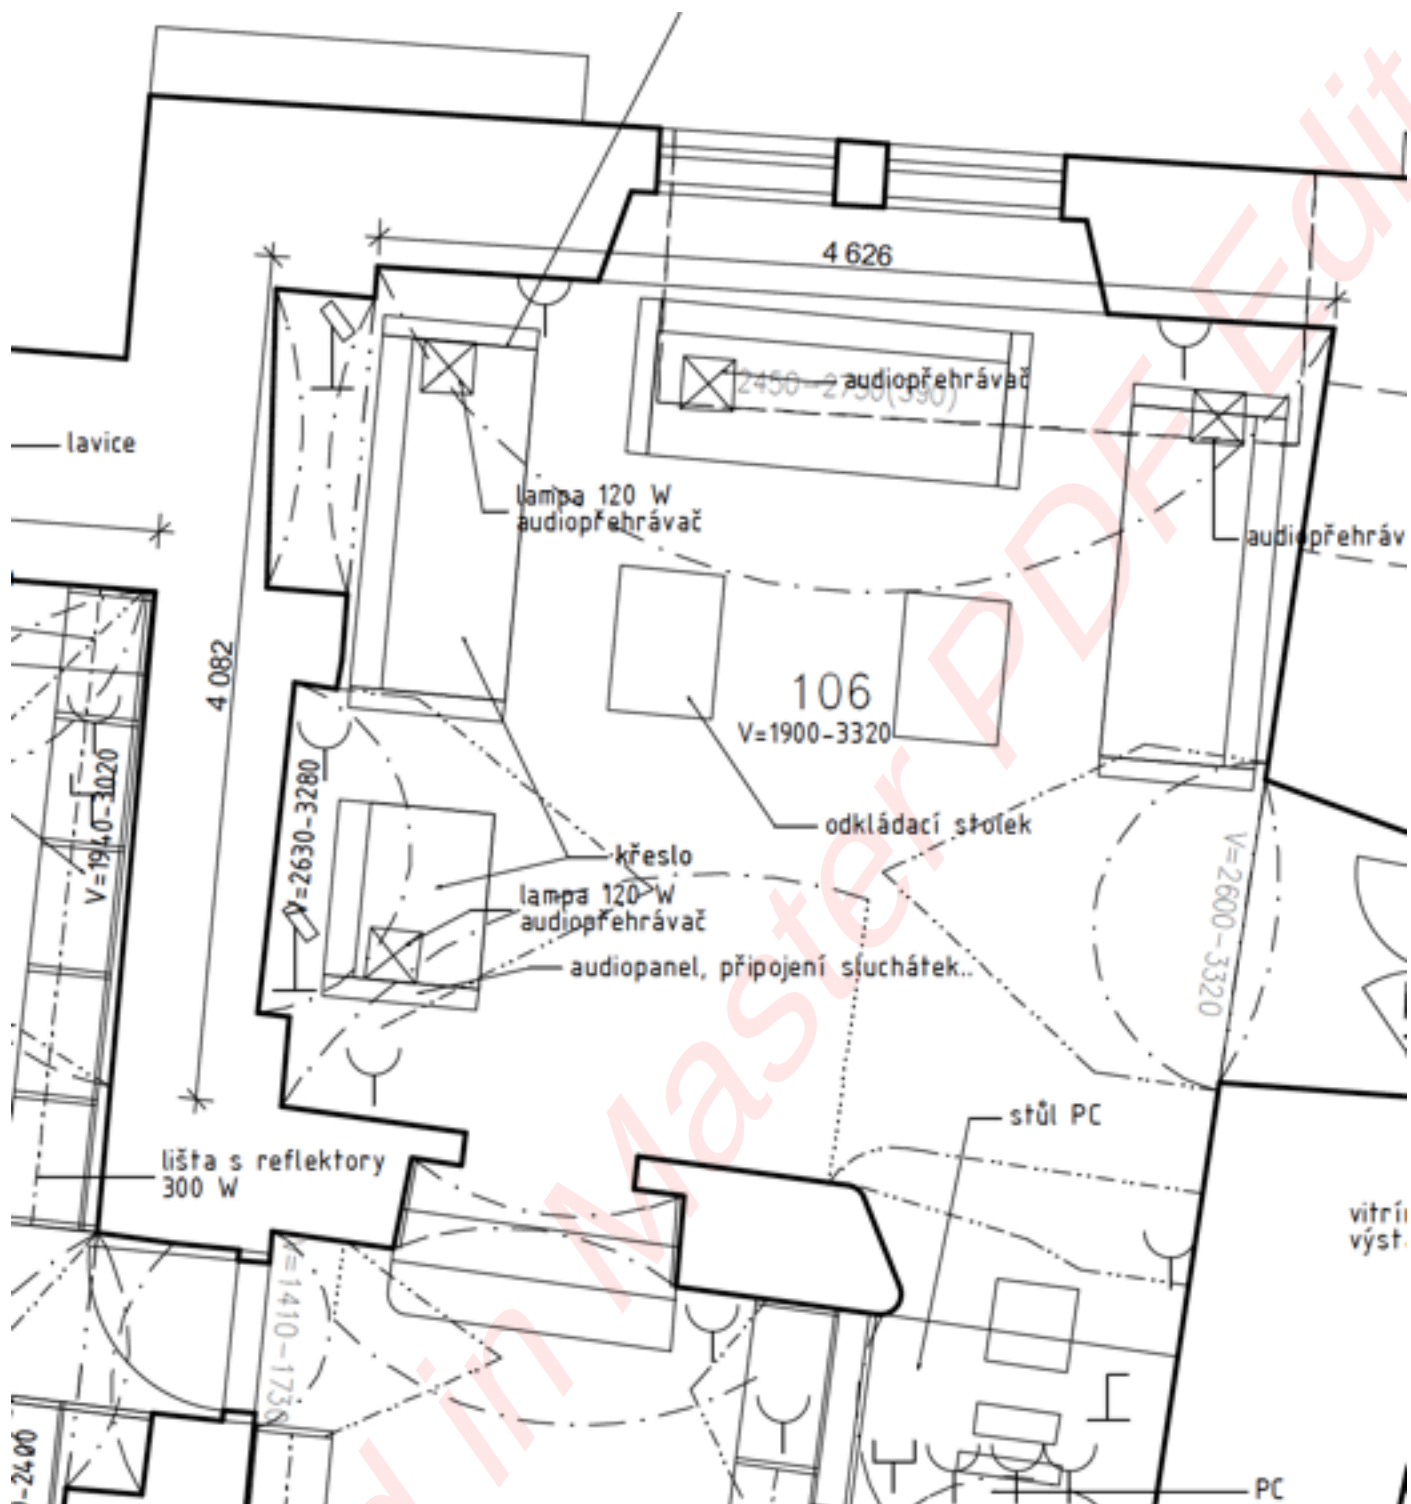 4 626
audiopřehrávač
2450-2750(390)
lavice
lampa 120 W
audiopřehrávač
audiopřehráv
4 082
106
V=1900-3320
V=1940-3020
V=2630-3280
odkládací stolek
křeslo
V=2600-3320
lampa 120 W
audiopřehrávač
audiopanel, připojení sluchátek..
stůl PC
lišta s reflektory
300 W
vitrí
výst
=1410-1730
-2400
PC
d in Master PDF Edit